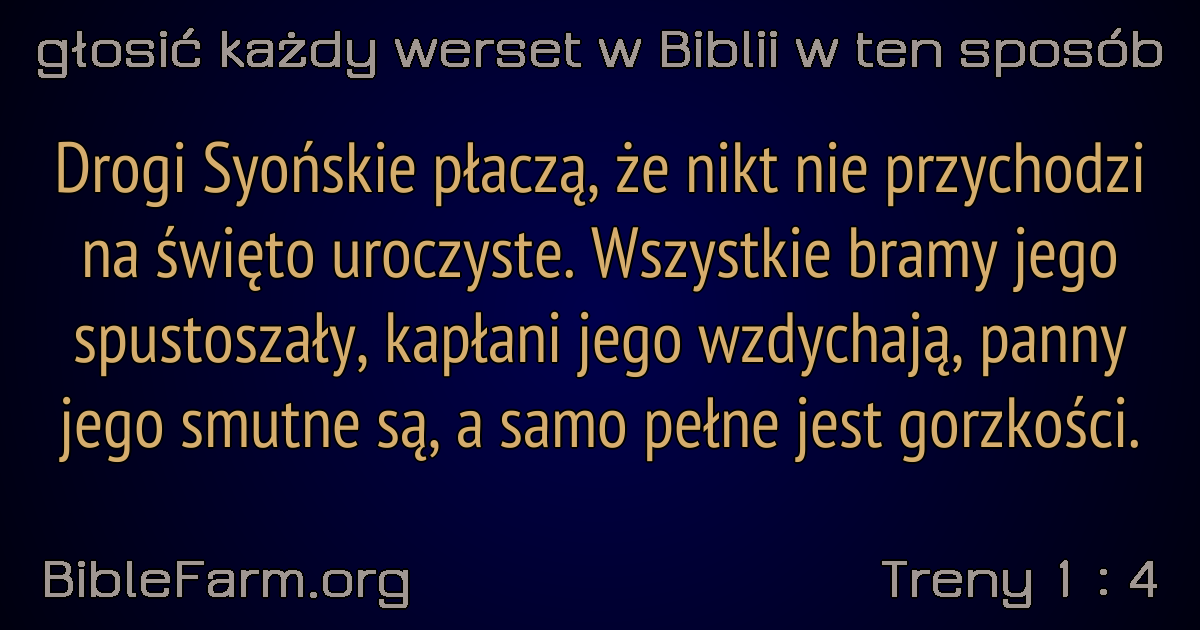 głosić każdy werset w Biblii w ten sposób
Drogi Syońskie płaczą, że nikt nie przychodzi
na święto uroczyste. Wszystkie bramy jego
spustoszały, kapłani jego wzdychają, panny
jego smutne są, a samo pełne jest gorzkości.
BibleFarm.org
Treny 1 : 4